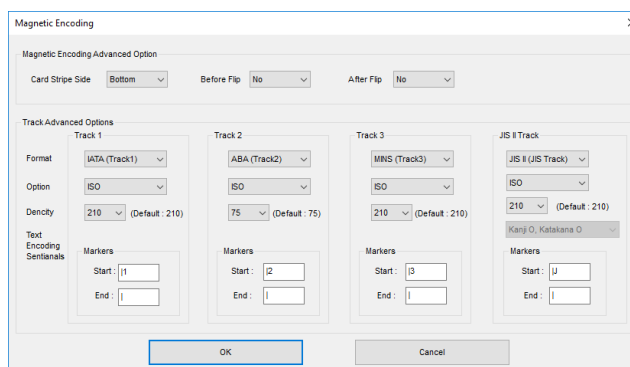 Magnetic Encoding
Magnetic Encoding Advanced Option
Card Stripe Side Bottom Before Flip No After Flip No
Track Advanced Options
Track 1 Track 2 Track 3 JIS II Track
Format IATA (Track1) ABA (Track2) MINS (Track3) JIS II (JIS Track)
Option ISO ISO ISO ISO
Dencity 210 (Default : 210) 75 (Default : 75) 210 (Default : 210) 210 (Default : 210)
Text Encoding Sentianals
Kanji O, Katakana O
Markers Markers Markers Markers
Start : |1 Start : |2 Start : |3 Start : |J
End : | End : | End : | End : |
OK Cancel